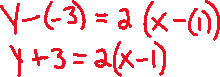 y-(-3) = 2(x-(1))
y+3 = 2(x-1)